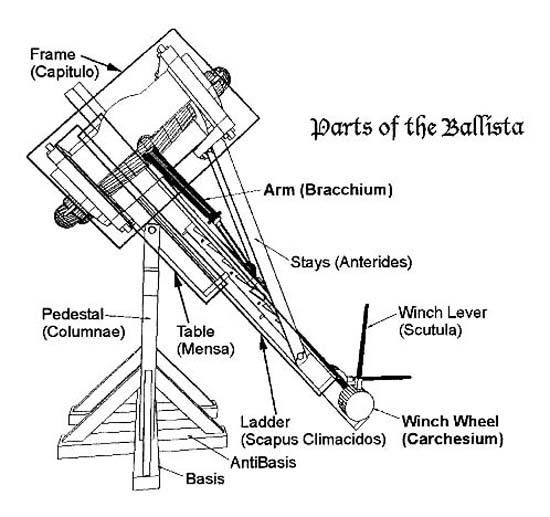 Frame
(Capitulo)
Parts of the Ballista
Arm (Bracchium)
Stays (Anterides)
Pedestal
(Columnae)
Table
(Mensa)
Winch Lever
(Scutula)
Ladder
(Scapus Climacidos)
Winch Wheel
(Carchesium)
AntiBasis
Basis